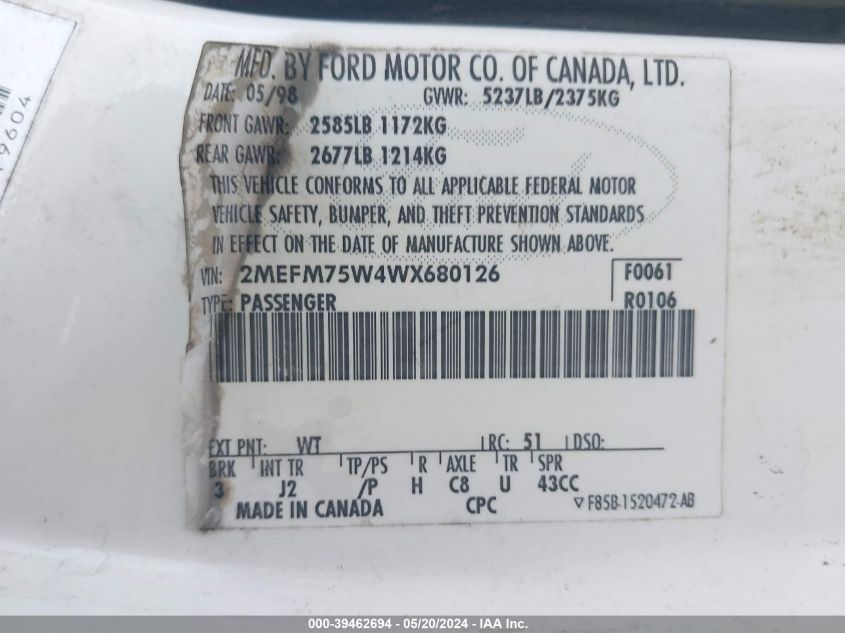 9604
MFD. BY FORD MOTOR CO. OF CANADA, LTD.
DATE: 05/98 GVWR: 5237LB/2375KG
FRONT GAWR: 2585LB 1172KG
REAR GAWR: 2677LB 1214KG
THIS VEHICLE CONFORMS TO ALL APPLICABLE FEDERAL MOTOR
VEHICLE SAFETY, BUMPER, AND THEFT PREVENTION STANDARDS
IN EFFECT ON THE DATE OF MANUFACTURE SHOWN ABOVE.
VIN: 2MEFM75W4WX680126 F0061
TYPE: PASSENGER R0106
EXT PNT: WT RC: 51 DSO:
BRK INT TR TP/PS R AXLE TR SPR
3 J2 /P H C8 U 43CC
MADE IN CANADA CPC ▽ F85B-1520472-AB
000-39462694 - 05/20/2024 - IAA Inc.